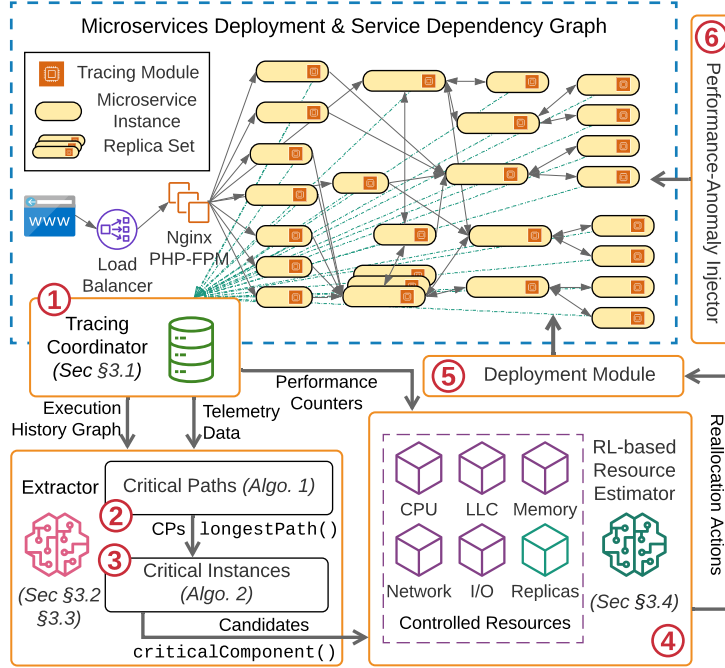 Microservices Deployment & Service Dependency Graph
Tracing Module
Microservice
Instance
Replica Set
www
Load
Balancer
Nginx
PHP-FPM
6
Performance-Anomaly Injector
1
Tracing
Coordinator
(Sec §3.1)
5
Deployment Module
Performance
Counters
Execution
History Graph
Telemetry
Data
Reallocation Actions
Extractor
Critical Paths (Algo. 1)
2
CPs
longestPath()
3
Critical Instances
(Algo. 2)
(Sec §3.2
§3.3)
Candidates
criticalComponent()
CPU
LLC
Memory
Network
I/O
Replicas
Controlled Resources
RL-based
Resource
Estimator
(Sec §3.4)
4